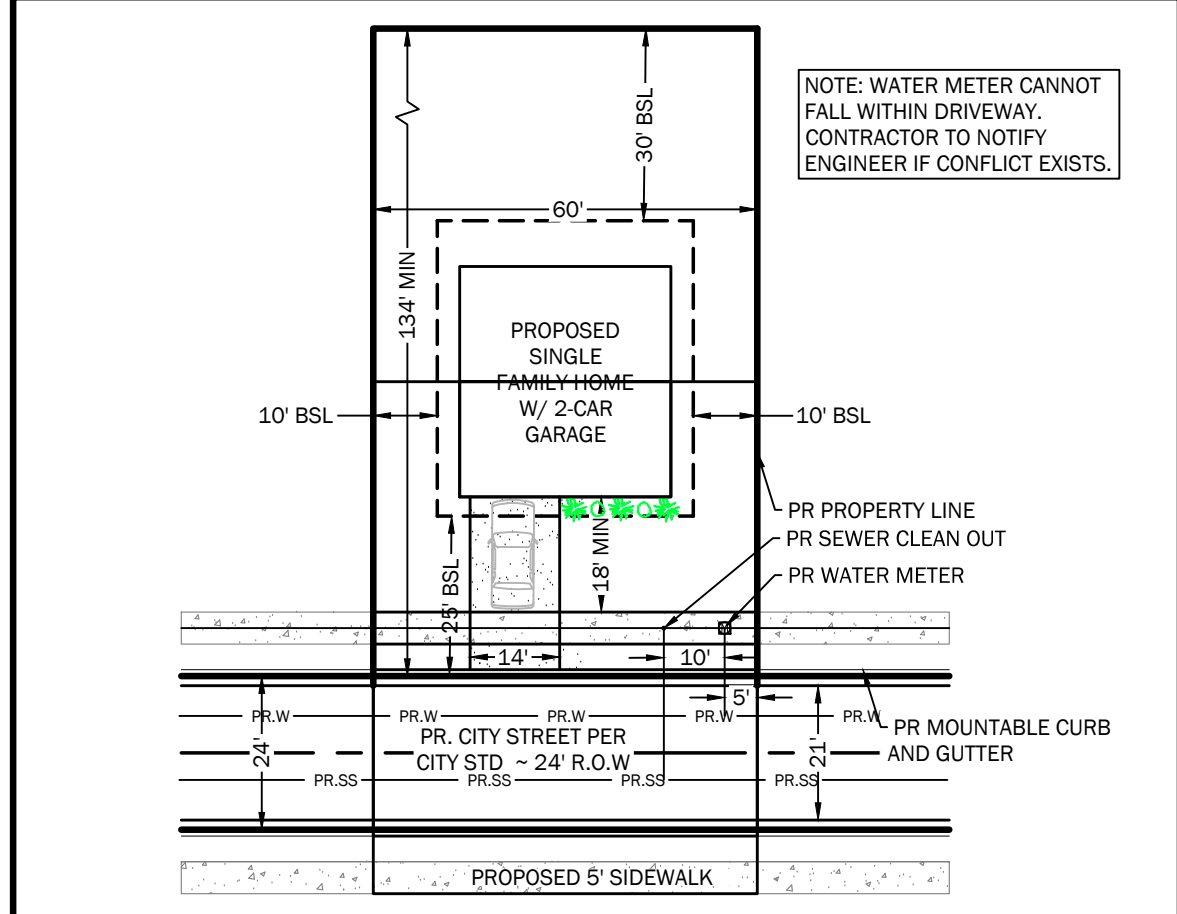 NOTE: WATER METER CANNOT
FALL WITHIN DRIVEWAY.
CONTRACTOR TO NOTIFY
ENGINEER IF CONFLICT EXISTS.
30' BSL
60'
134' MIN
PROPOSED
SINGLE
FAMILY HOME
W/ 2-CAR
GARAGE
10' BSL
10' BSL
PR PROPERTY LINE
PR SEWER CLEAN OUT
PR WATER METER
18' MIN
25' BSL
14'
10'
5'
PR.W
PR.W
PR.W
PR.W
PR.W
PR MOUNTABLE CURB
AND GUTTER
PR. CITY STREET PER
CITY STD ~ 24' R.O.W
24'
21'
PR.SS
PR.SS
PR.SS
PR.SS
PROPOSED 5' SIDEWALK